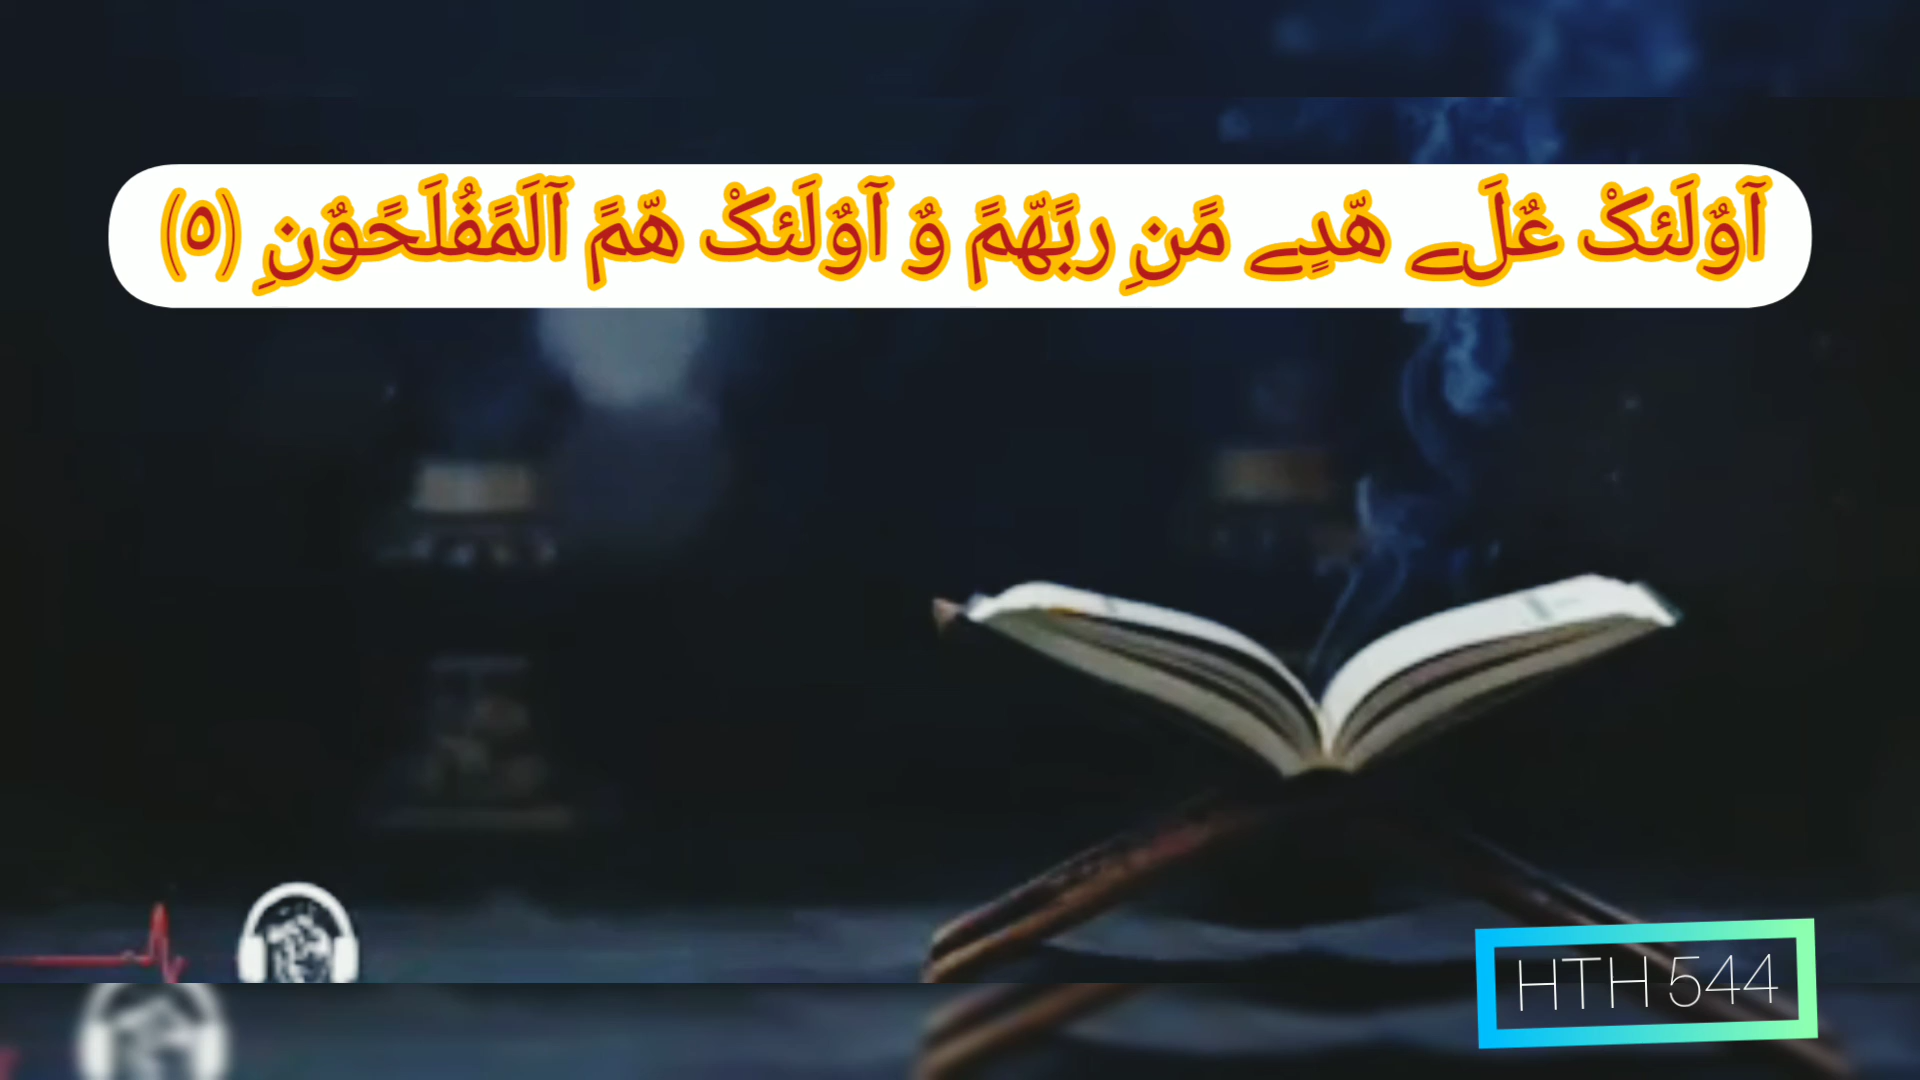 آوٌلَئکْ عٌلَے هّدٍے مًنِ ربًهّمً وٌ آوٌلَئکْ هّمً آلَمًفُلَحًوٌنِ (٥)
HTH 544